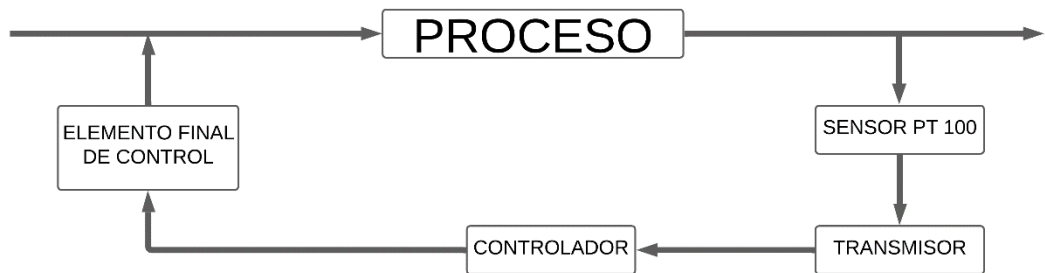 PROCESO
ELEMENTO FINAL
DE CONTROL
SENSOR PT 100
CONTROLADOR
TRANSMISOR